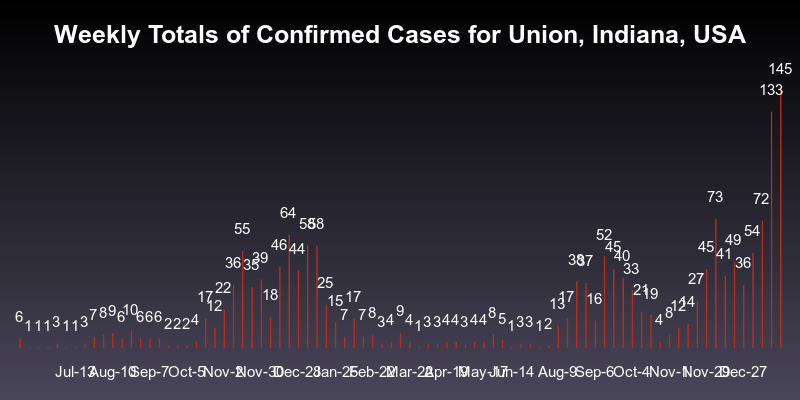 Weekly Totals of Confirmed Cases for Union, Indiana, USA
6 1 1 1 3 1 1 3 7 8 9 6 10 6 6 6 2 2 2 4 17 12 22 36 55 35 39 18 46 64 44 58 58 25 15 7 17 7 8 3 4 9 4 1 3 3 4 4 3 4 4 8 5 1 3 3 1 2 13 17 38 37 16 52 45 40 33 21 19 4 8 12 14 27 45 73 41 49 36 54 72 133 145
Jul-13 Aug-10 Sep-7 Oct-5 Nov-2 Nov-30 Dec-28 Jan-25 Feb-22 Mar-22 Apr-19 May-17 Jun-14 Aug-9 Sep-6 Oct-4 Nov-1 Nov-29 Dec-27